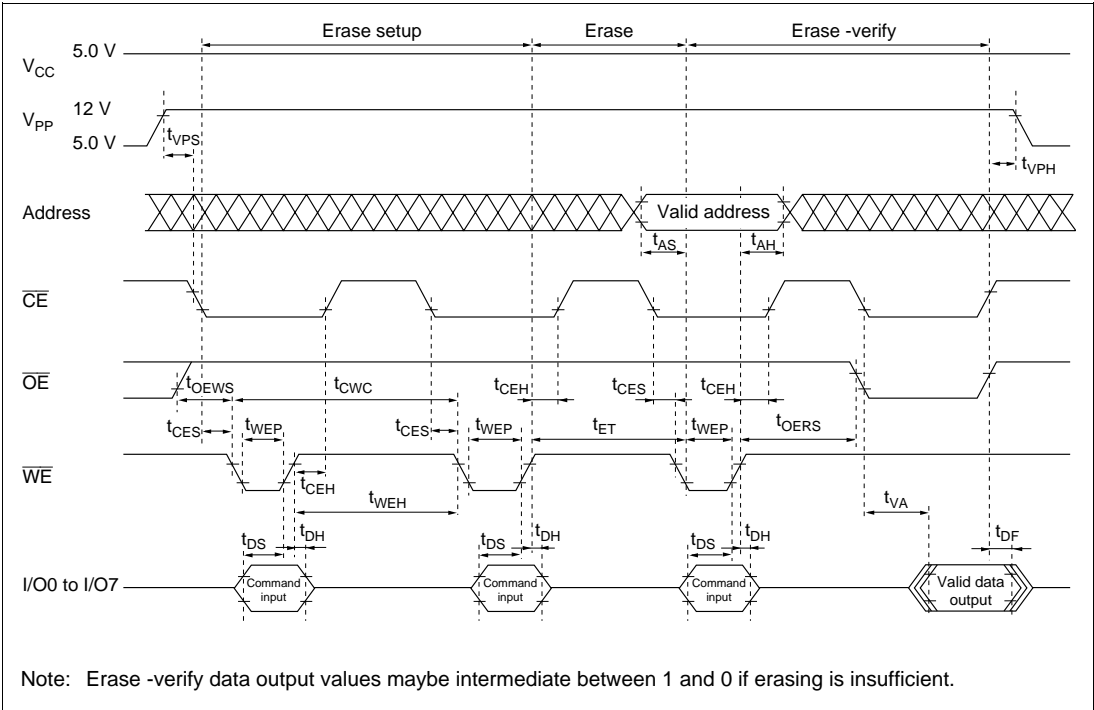 Erase setup Erase Erase -verify
VCC 5.0 V
VPP 12 V
5.0 V
tVPS
tVPH
Address Valid address
tAS tAH
CE
OE
tOEWS tCWC tCEH tCES tCEH
tCES tWEP tCES tWEP tET tWEP tOERS
WE
tCEH
tWEH tVA
tDS tDH tDS tDH tDS tDH tDF
I/O0 to I/O7 Command input Command input Command input Valid data output
Note: Erase -verify data output values maybe intermediate between 1 and 0 if erasing is insufficient.